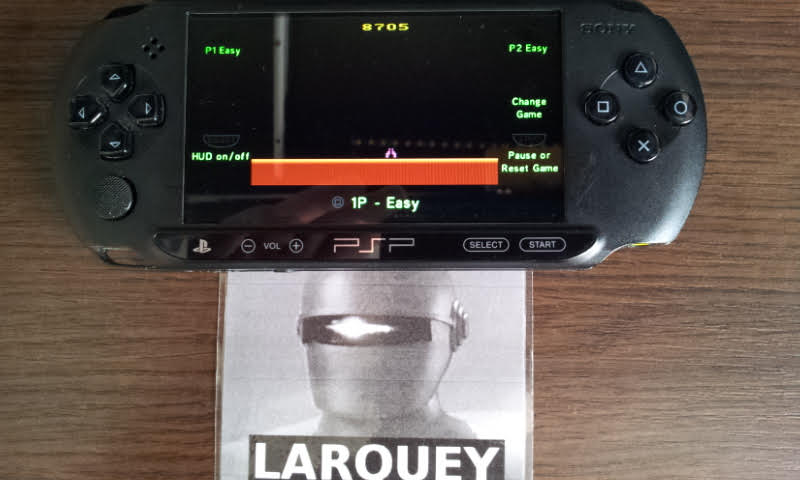 8705
SONY
P1 Easy
P2 Easy
Change
Game
HUD on/off
Pause or
Reset Game
1P - Easy
VOL
PSP
SELECT
START
LAROUEY